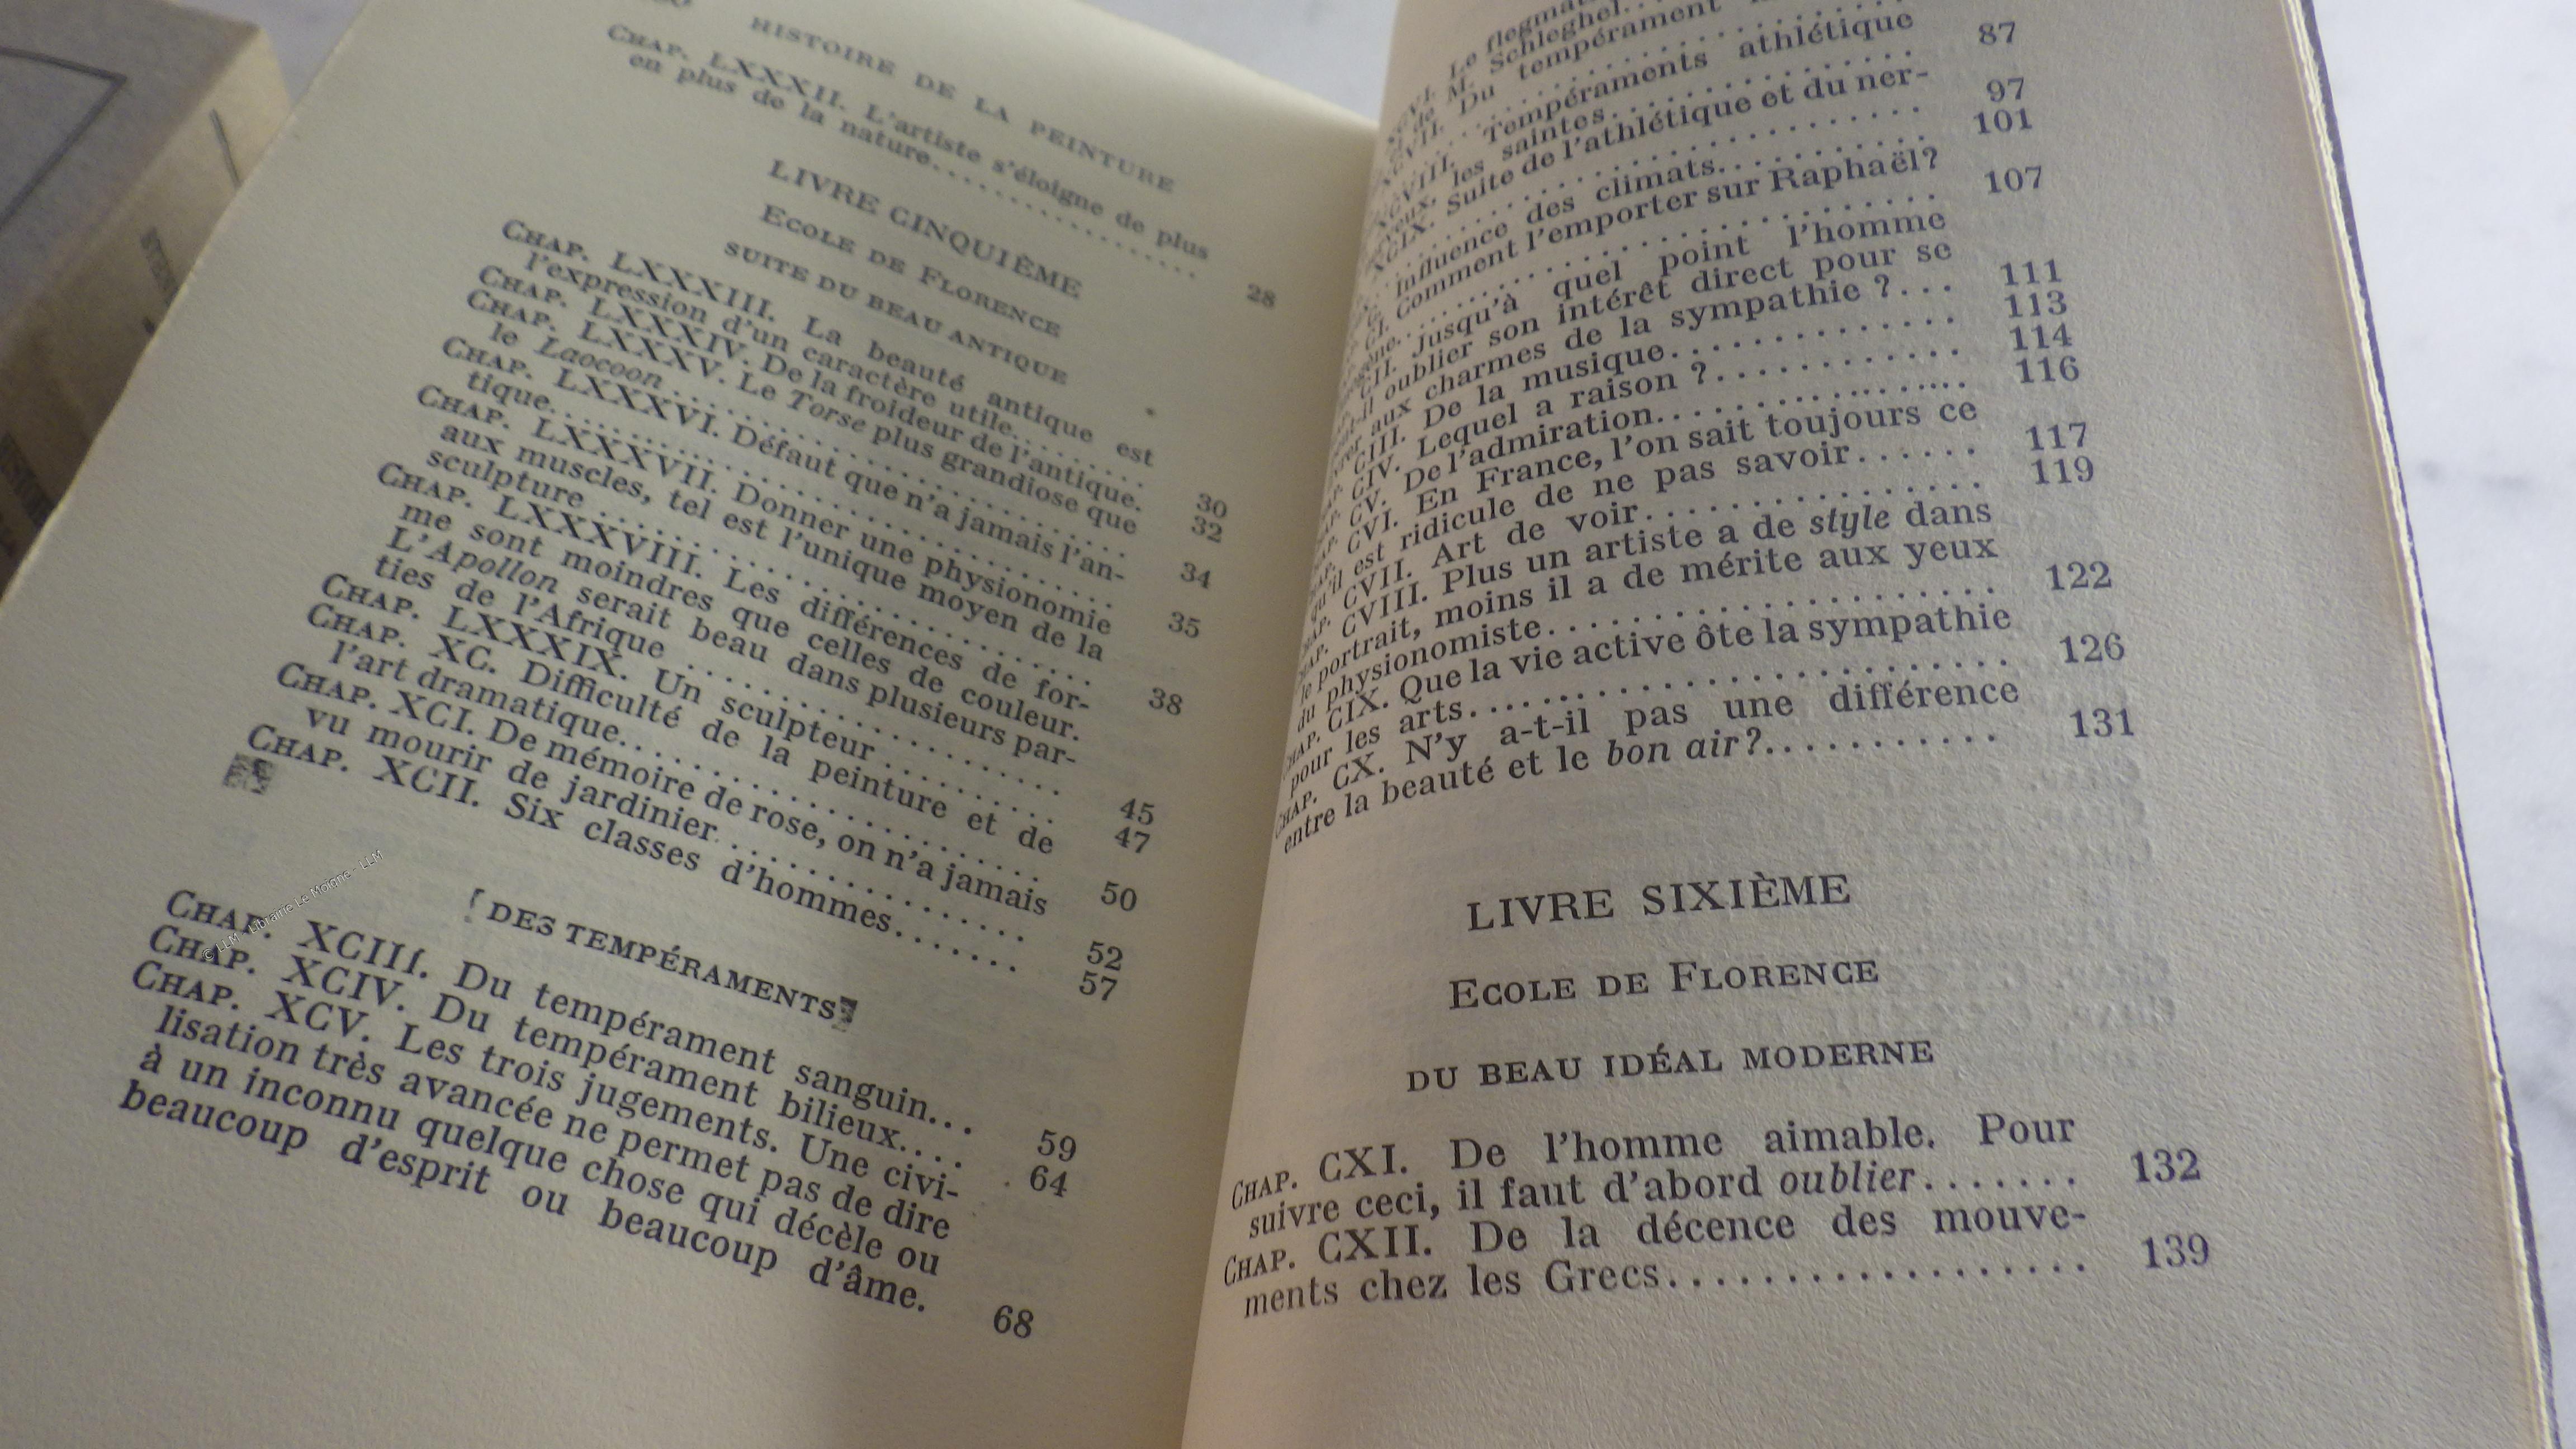 HISTOIRE DE LA PEINTURE
CHAP. LXXXII. L'artiste s'éloigne de plus
en plus de la nature.................... 28
LIVRE CINQUIÈME
ECOLE DE FLORENCE
SUITE DU BEAU ANTIQUE
CHAP. LXXXIII. La beauté antique est
l'expression d'un caractère utile........ 30
CHAP. LXXXIV. De la froideur de l'antique. 32
CHAP. LXXXV. Le Torse plus grandiose que
le Laocoon.................... 34
CHAP. LXXXVI. Défaut que n'a jamais l'an-
tique.................... 35
CHAP. LXXXVII. Donner une physionomie
aux muscles, tel est l'unique moyen de la
sculpture .................... 38
CHAP. LXXXVIII. Les différences de for-
me sont moindres que celles de couleur.
L'Apollon serait beau dans plusieurs par-
ties de l'Afrique .................... 45
CHAP. LXXXIX. Un sculpteur.......... 47
CHAP. XC. Difficulté de la peinture et de
l'art dramatique.................... 50
CHAP. XCI. De mémoire de rose, on n'a jamais
vu mourir de jardinier................ 52
CHAP. XCII. Six classes d'hommes....... 57
DES TEMPÉRAMENTS
CHAP. XCIII. Du tempérament sanguin... 59
CHAP. XCIV. Du tempérament bilieux.... 64
CHAP. XCV. Les trois jugements. Une civi-
lisation très avancée ne permet pas de dire
à un inconnu quelque chose qui décèle ou
beaucoup d'esprit ou beaucoup d'âme. 68
© LLM - Librairie Le Moigne - LLM
Le
de M. Schleghel
Du tempérament
87
Tempéraments athlétique
les saintes.................... 97
XCIX. Suite de l'athlétique et du ner-
veux.................... 101
Influence des climats.......... 107
CI. Comment l'emporter sur Raphaël?
CII. Jusqu'à quel point l'homme
oublier son intérêt direct pour se
aux charmes de la sympathie ?... 111
CIII. De la musique.............. 113
CIV. Lequel a raison ?............ 114
CV. De l'admiration.............. 116
CVI. En France, l'on sait toujours ce
qu'il est ridicule de ne pas savoir...... 117
CVII. Art de voir................ 119
CHAP. CVIII. Plus un artiste a de style dans
le portrait, moins il a de mérite aux yeux
du physionomiste.................... 122
CHAP. CIX. Que la vie active ôte la sympathie
pour les arts.................... 126
CHAP. CX. N'y a-t-il pas une différence
entre la beauté et le bon air?........... 131
LIVRE SIXIÈME
ECOLE DE FLORENCE
DU BEAU IDÉAL MODERNE
CHAP. CXI. De l'homme aimable. Pour
suivre ceci, il faut d'abord oublier....... 132
CHAP. CXII. De la décence des mouve-
ments chez les Grecs.................. 139